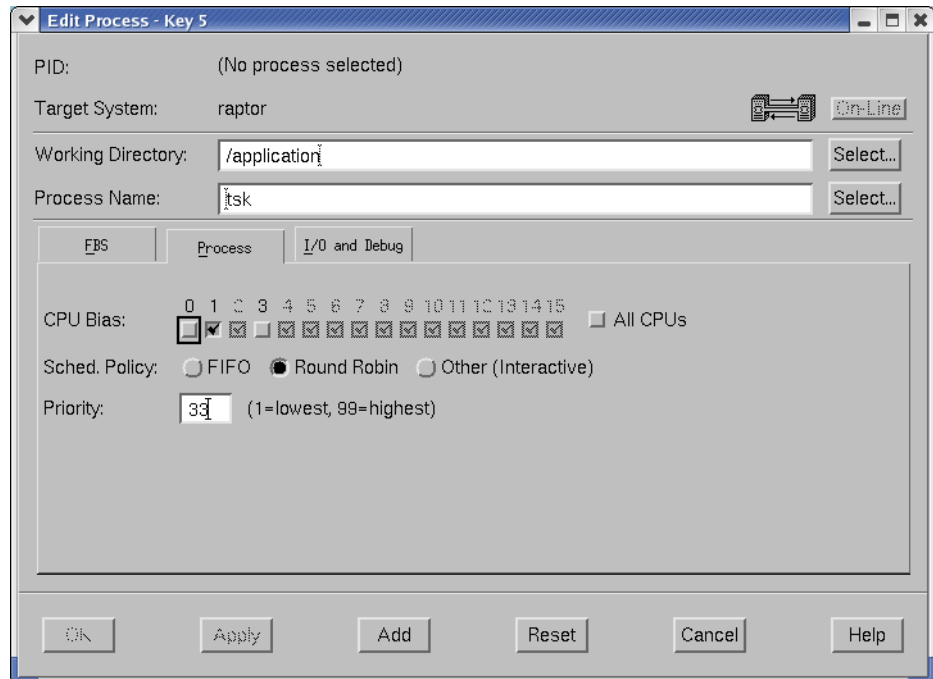 Edit Process - Key 5
PID: (No process selected)
Target System: raptor On-Line
Working Directory: /application Select...
Process Name: tsk Select...
FBS Process I/O and Debug
0 1 2 3 4 5 6 7 8 9 10 11 12 13 14 15
CPU Bias: All CPUs
Sched. Policy: FIFO Round Robin Other (Interactive)
Priority: 33 (1=lowest, 99=highest)
OK Apply Add Reset Cancel Help